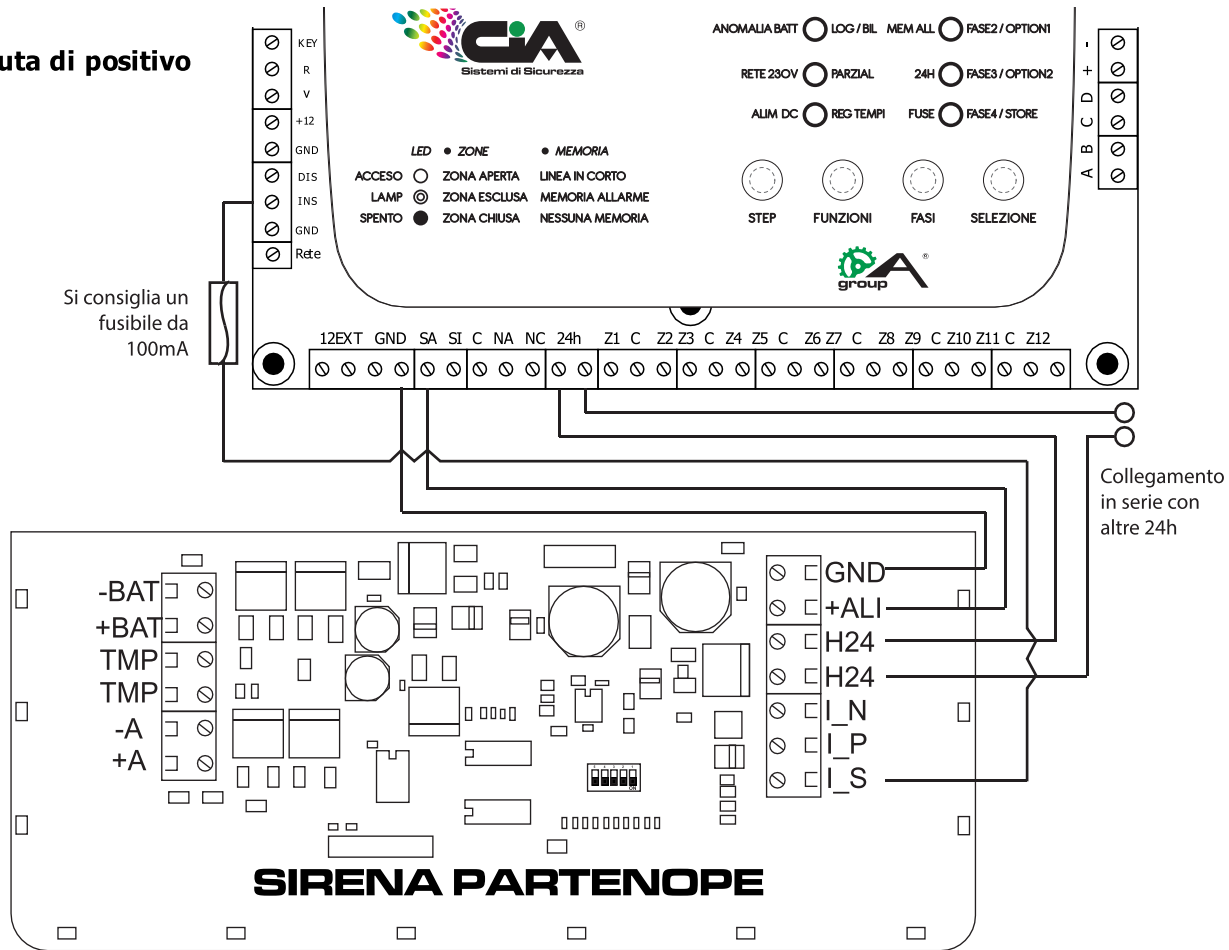 uta di positivo
KEY
R
V
+12
GND
DIS
INS
GND
Rete
CiA ®
Sistemi di Sicurezza
ANOMALIA BATT LOG / BIL MEM ALL FASE2 / OPTION1
RETE 230V PARZIAL 24H FASE3 / OPTION2
ALIM DC REG TEMPI FUSE FASE4 / STORE
LED • ZONE • MEMORIA
ACCESO ZONA APERTA LINEA IN CORTO
LAMP ZONA ESCLUSA MEMORIA ALLARME
SPENTO ZONA CHIUSA NESSUNA MEMORIA
STEP FUNZIONI FASI SELEZIONE
group A ®
-
+
D
C
B
A
Si consiglia un
fusibile da
100mA
12EXT GND SA SI C NA NC 24h Z1 C Z2 Z3 C Z4 Z5 C Z6 Z7 C Z8 Z9 C Z10 Z11 C Z12
Collegamento
in serie con
altre 24h
-BAT
+BAT
TMP
TMP
-A
+A
GND
+ALI
H24
H24
I_N
I_P
I_S
ON
SIRENA PARTENOPE